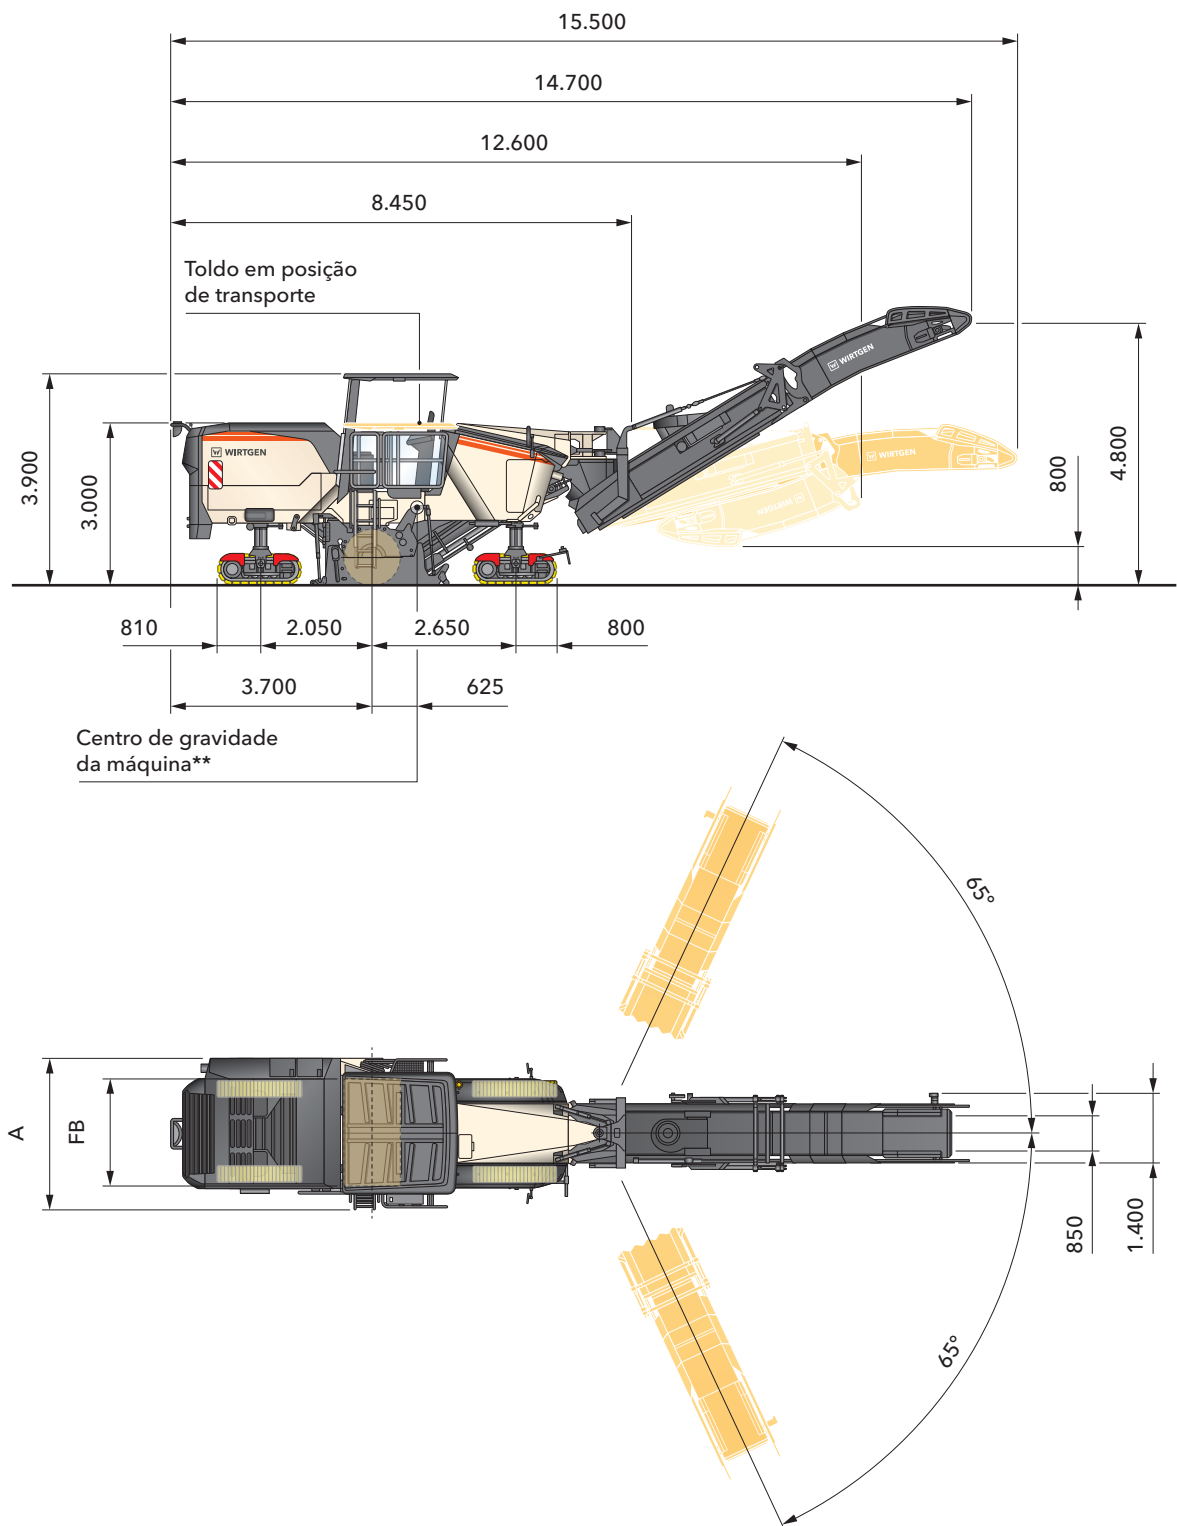 15.500
14.700
12.600
8.450
Toldo em posição
de transporte
3.900
3.000
WIRTGEN
WIRTGEN
WIRTGEN
WIRTGEN
800
4.800
810
2.050
2.650
800
3.700
625
Centro de gravidade
da máquina**
65°
A
FB
850
1.400
65°